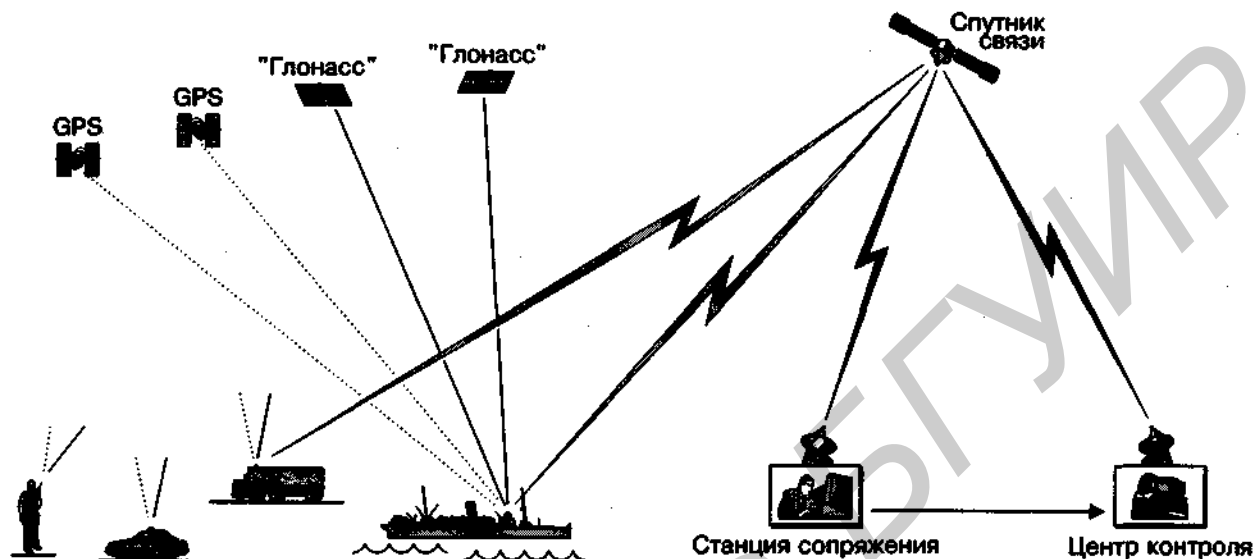 Спутник
связи
"Глонасс"
"Глонасс"
GPS
GPS
Станция сопряжения
Центр контроля
БГУИР